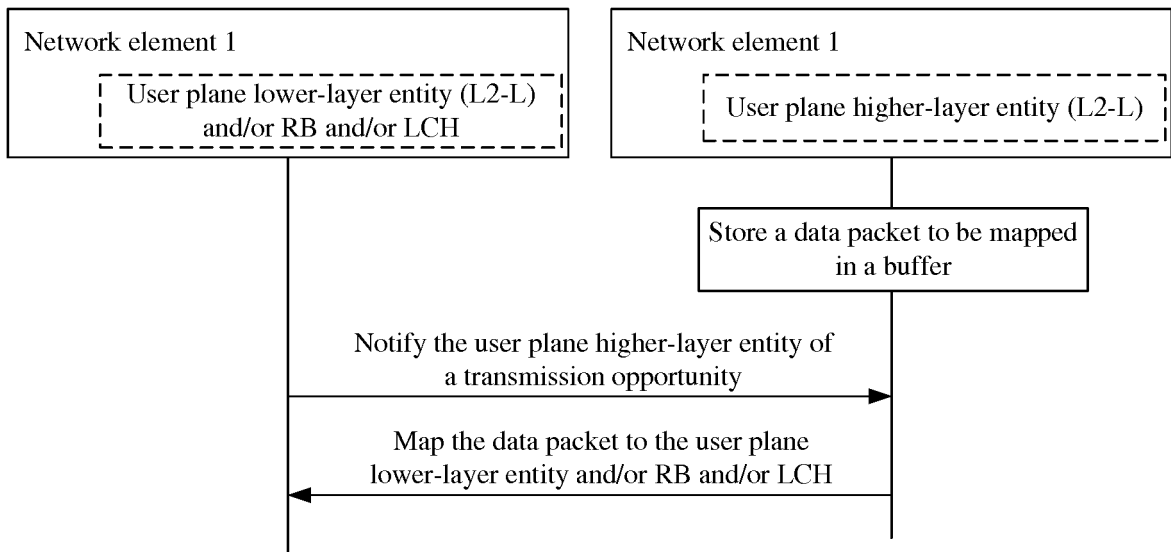 Network element 1
User plane lower-layer entity (L2-L)
and/or RB and/or LCH
Network element 1
User plane higher-layer entity (L2-L)
Store a data packet to be mapped
in a buffer
Notify the user plane higher-layer entity of
a transmission opportunity
Map the data packet to the user plane
lower-layer entity and/or RB and/or LCH